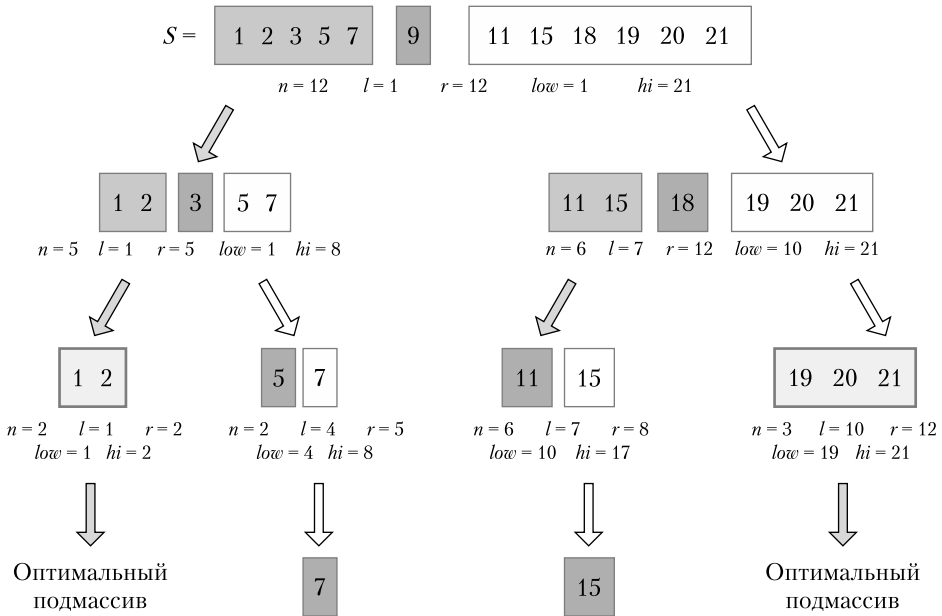 S = 1 2 3 5 7 9 11 15 18 19 20 21
n = 12 l = 1 r = 12 low = 1 hi = 21
1 2 3 5 7 11 15 18 19 20 21
n = 5 l = 1 r = 5 low = 1 hi = 8 n = 6 l = 7 r = 12 low = 10 hi = 21
1 2 5 7 11 15 19 20 21
n = 2 l = 1 r = 2 n = 2 l = 4 r = 5 n = 6 l = 7 r = 8 n = 3 l = 10 r = 12
low = 1 hi = 2 low = 4 hi = 8 low = 10 hi = 17 low = 19 hi = 21
Оптимальный 7 15 Оптимальный
подмассив подмассив